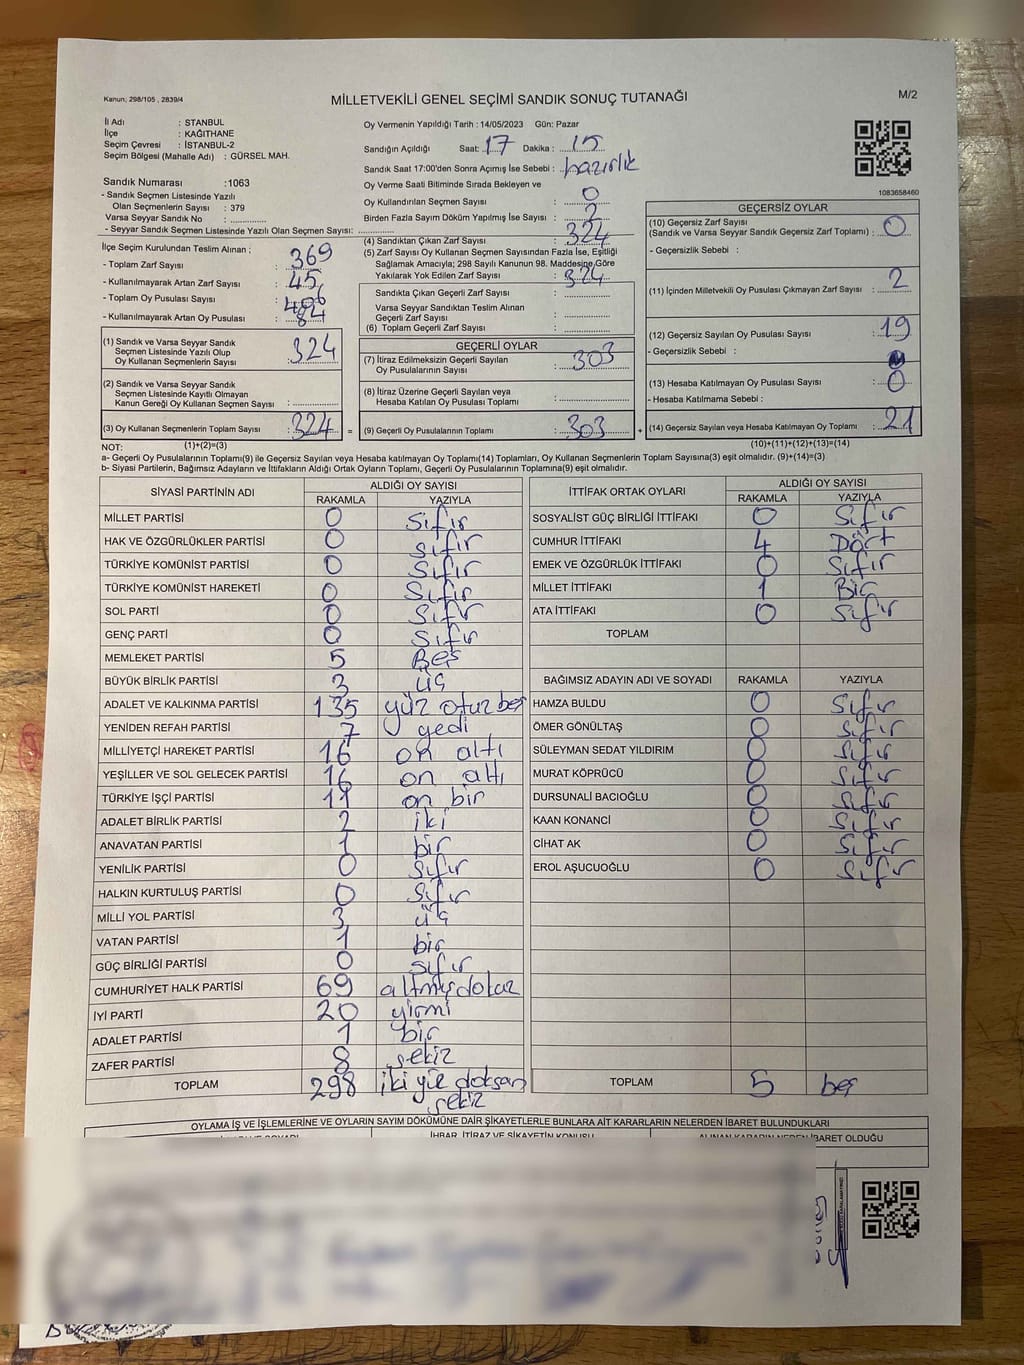 Kanun; 298/105 , 2839/4
MİLLETVEKİLİ GENEL SEÇİMİ SANDIK SONUÇ TUTANAĞI
M/2
İl Adı : STANBUL
İlçe : KAĞITHANE
Seçim Çevresi : İSTANBUL-2
Seçim Bölgesi (Mahalle Adı) : GÜRSEL MAH.
Sandık Numarası :1063
- Sandık Seçmen Listesinde Yazılı
Olan Seçmenlerin Sayısı : 379
Varsa Seyyar Sandık No : ..............
- Seyyar Sandık Seçmen Listesinde Yazılı Olan Seçmen Sayısı: ..............
Oy Vermenin Yapıldığı Tarih : 14/05/2023 Gün: Pazar
Sandığın Açıldığı Saat: 17 Dakika : 15
Sandık Saat 17:00'den Sonra Açımış İse Sebebi : hazırlık
Oy Verme Saati Bitiminde Sırada Bekleyen ve
Oy Kullandırılan Seçmen Sayısı : 0
Birden Fazla Sayım Döküm Yapılmış İse Sayısı : 2
1083658460
İlçe Seçim Kurulundan Teslim Alınan ;
- Toplam Zarf Sayısı : 369
- Kullanılmayarak Artan Zarf Sayısı : 45
- Toplam Oy Pusulası Sayısı :
- Kullanılmayarak Artan Oy Pusulası : 84
(1) Sandık ve Varsa Seyyar Sandık
Seçmen Listesinde Yazılı Olup
Oy Kullanan Seçmenlerin Sayısı : 324
(2) Sandık ve Varsa Seyyar Sandık
Seçmen Listesinde Kayıtlı Olmayan
Kanun Gereği Oy Kullanan Seçmen Sayısı : ..............
(3) Oy Kullanan Seçmenlerin Toplam Sayısı : 324 =
(4) Sandıktan Çıkan Zarf Sayısı : 324
(5) Zarf Sayısı Oy Kullanan Seçmen Sayısından Fazla İse, Eşitliği
Sağlamak Amacıyla; 298 Sayılı Kanunun 98. Maddesine Göre
Yakılarak Yok Edilen Zarf Sayısı : 324
Sandıkta Çıkan Geçerli Zarf Sayısı : ..............
Varsa Seyyar Sandıktan Teslim Alınan
Geçerli Zarf Sayısı : ..............
(6) Toplam Geçerli Zarf Sayısı : ..............
GEÇERLİ OYLAR
(7) İtiraz Edilmeksizin Geçerli Sayılan
Oy Pusulalarının Sayısı : 303
(8) İtiraz Üzerine Geçerli Sayılan veya
Hesaba Katılan Oy Pusulası Toplamı : ..............
(9) Geçerli Oy Pusulalarının Toplamı : 303 +
GEÇERSİZ OYLAR
(10) Geçersiz Zarf Sayısı
(Sandık ve Varsa Seyyar Sandık Geçersiz Zarf Toplamı) : 0
- Geçersizlik Sebebi :
(11) İçinden Milletvekili Oy Pusulası Çıkmayan Zarf Sayısı : 2
(12) Geçersiz Sayılan Oy Pusulası Sayısı : 19
- Geçersizlik Sebebi :
(13) Hesaba Katılmayan Oy Pusulası Sayısı : 0
- Hesaba Katılmama Sebebi :
(14) Geçersiz Sayılan veya Hesaba Katılmayan Oy Toplamı : 21
NOT: (1)+(2)=(3) (10)+(11)+(12)+(13)=(14)
a- Geçerli Oy Pusulalarının Toplamı(9) ile Geçersiz Sayılan veya Hesaba Katılmayan Oy Toplamı(14) Toplamları, Oy Kullanan Seçmenlerin Toplam Sayısına(3) eşit olmalıdır. (9)+(14)=(3)
b- Siyasi Partilerin, Bağımsız Adayların ve İttifakların Aldığı Ortak Oyların Toplamı, Geçerli Oy Pusulalarının Toplamına(9) eşit olmalıdır.
SİYASİ PARTİNİN ADI ALDIĞI OY SAYISI
RAKAMLA YAZIYLA
MİLLET PARTİSİ 0 Sıfır
HAK VE ÖZGÜRLÜKLER PARTİSİ 0 sıfır
TÜRKİYE KOMÜNİST PARTİSİ 0 Sıfır
TÜRKİYE KOMÜNİST HAREKETİ 0 Sıfır
SOL PARTİ 0 Sıfır
GENÇ PARTİ 0 Sıfır
MEMLEKET PARTİSİ 5 Beş
BÜYÜK BİRLİK PARTİSİ 3 üç
ADALET VE KALKINMA PARTİSİ 135 yüz otuz beş
YENİDEN REFAH PARTİSİ 7 yedi
MİLLİYETÇİ HAREKET PARTİSİ 16 on altı
YEŞİLLER VE SOL GELECEK PARTİSİ 16 on altı
TÜRKİYE İŞÇİ PARTİSİ 11 on bir
ADALET BİRLİK PARTİSİ 2 iki
ANAVATAN PARTİSİ 1 bir
YENİLİK PARTİSİ 0 Sıfır
HALKIN KURTULUŞ PARTİSİ 0 Sıfır
MİLLİ YOL PARTİSİ 3 üç
VATAN PARTİSİ 1 bir
GÜÇ BİRLİĞİ PARTİSİ 0 sıfır
CUMHURİYET HALK PARTİSİ 69 altmışdokuz
İYİ PARTİ 20 yirmi
ADALET PARTİSİ 1 bir
ZAFER PARTİSİ 8 sekiz
TOPLAM 298 iki yüz doksan
sekiz
İTTİFAK ORTAK OYLARI ALDIĞI OY SAYISI
RAKAMLA YAZIYLA
SOSYALİST GÜÇ BİRLİĞİ İTTİFAKI 0 Sıfır
CUMHUR İTTİFAKI 4 Dört
EMEK VE ÖZGÜRLÜK İTTİFAKI 0 Sıfır
MİLLET İTTİFAKI 1 Bir
ATA İTTİFAKI 0 Sıfır
TOPLAM
BAĞIMSIZ ADAYIN ADI VE SOYADI RAKAMLA YAZIYLA
HAMZA BULDU 0 Sıfır
ÖMER GÖNÜLTAŞ 0 Sıfır
SÜLEYMAN SEDAT YILDIRIM 0 Sıfır
MURAT KÖPRÜCÜ 0 Sıfır
DURSUNALİ BACIOĞLU 0 Sıfır
KAAN KONANCİ 0 Sıfır
CİHAT AK 0 Sıfır
EROL AŞUCUOĞLU 0 Sıfır
TOPLAM 5 beş
OYLAMA İŞ VE İŞLEMLERİNE VE OYLARIN SAYIM DÖKÜMÜNE DAİR ŞİKAYETLERLE BUNLARA AİT KARARLARIN NELERDEN İBARET BULUNDUKLARI
İHBAR, İTİRAZ VE ŞİKAYETİN KONUSU ALINAN KARARIN NEDEN İBARET OLDUĞU